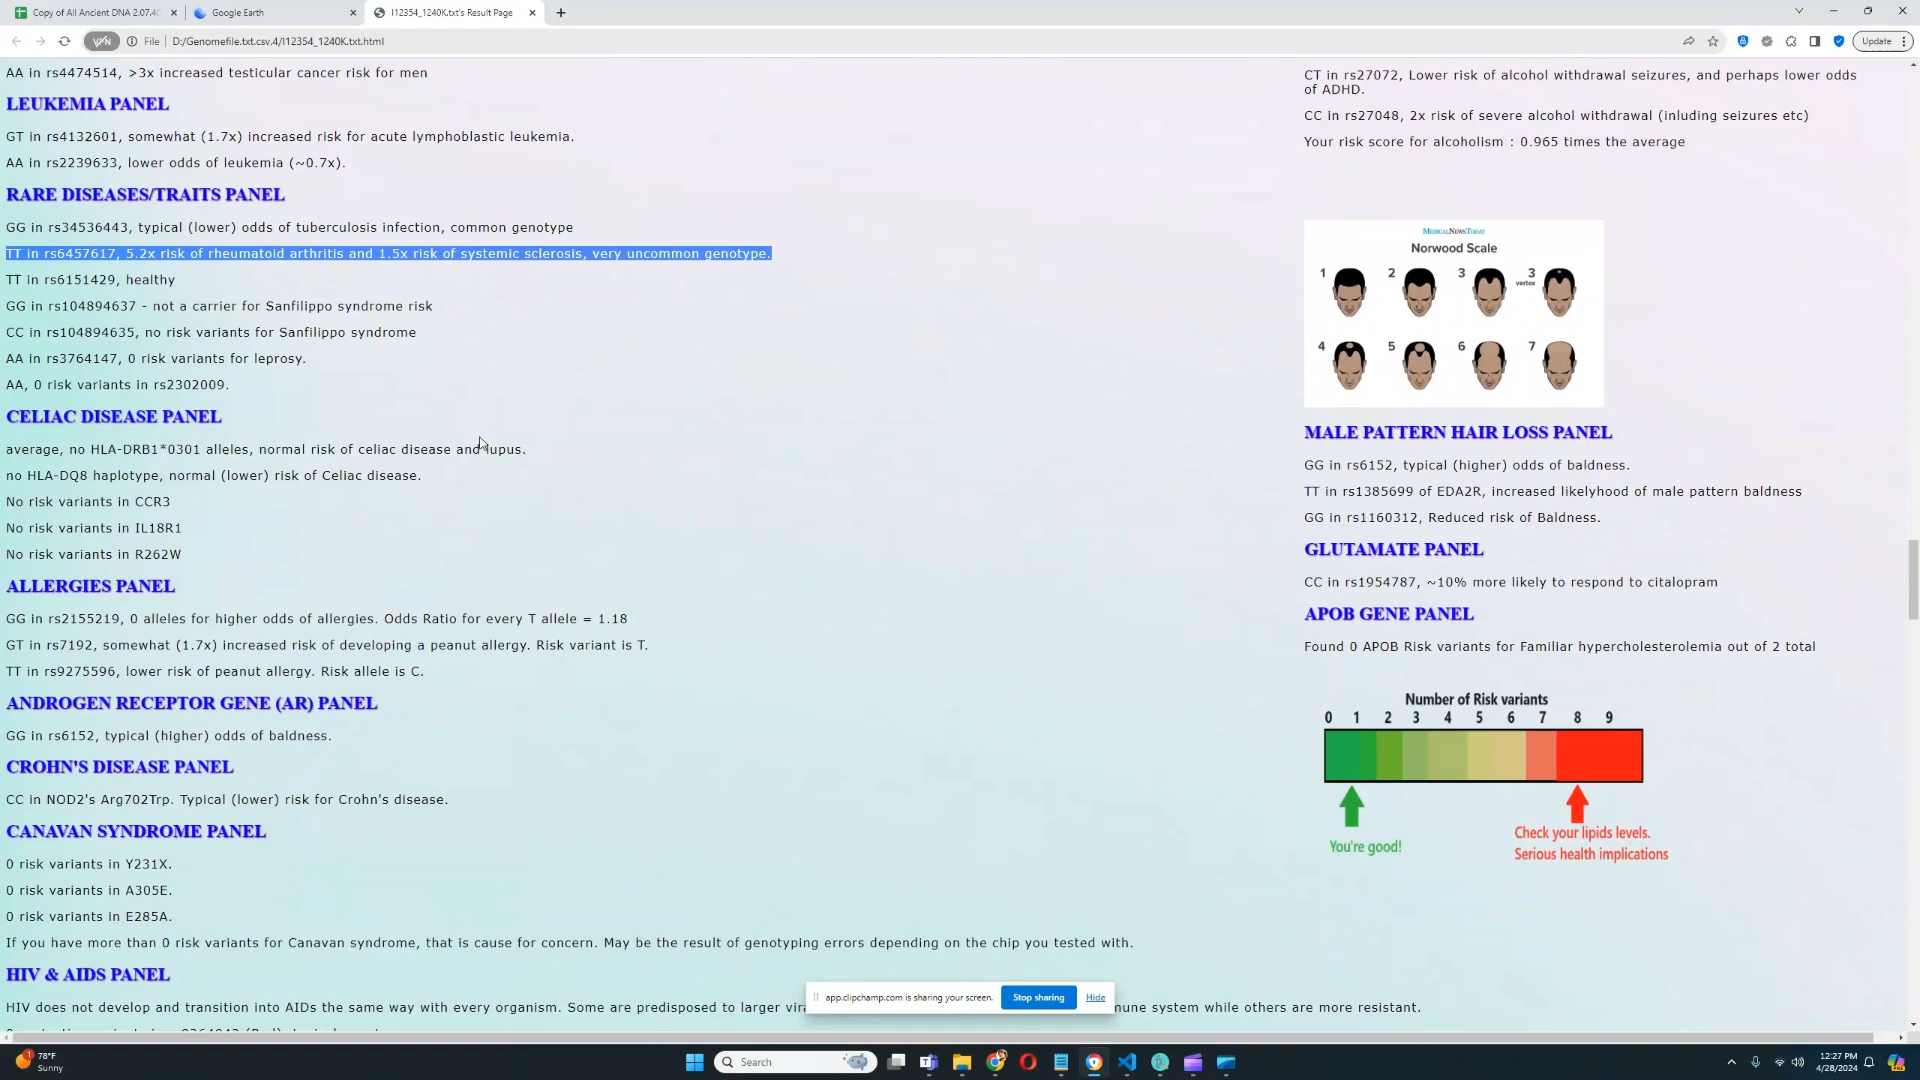 Copy of All Ancient DNA 2.07.40
Google Earth
I12354_1240K.txt's Result Page
File
D:/Genomefile.txt.csv.4/I12354_1240K.txt.html
Update
AA in rs4474514, >3x increased testicular cancer risk for men
LEUKEMIA PANEL
GT in rs4132601, somewhat (1.7x) increased risk for acute lymphoblastic leukemia.
AA in rs2239633, lower odds of leukemia (~0.7x).
RARE DISEASES/TRAITS PANEL
GG in rs34536443, typical (lower) odds of tuberculosis infection, common genotype
TT in rs6457617, 5.2x risk of rheumatoid arthritis and 1.5x risk of systemic sclerosis, very uncommon genotype.
TT in rs6151429, healthy
GG in rs104894637 - not a carrier for Sanfilippo syndrome risk
CC in rs104894635, no risk variants for Sanfilippo syndrome
AA in rs3764147, 0 risk variants for leprosy.
AA, 0 risk variants in rs2302009.
CELIAC DISEASE PANEL
average, no HLA-DRB1*0301 alleles, normal risk of celiac disease and lupus.
no HLA-DQ8 haplotype, normal (lower) risk of Celiac disease.
No risk variants in CCR3
No risk variants in IL18R1
No risk variants in R262W
ALLERGIES PANEL
GG in rs2155219, 0 alleles for higher odds of allergies. Odds Ratio for every T allele = 1.18
GT in rs7192, somewhat (1.7x) increased risk of developing a peanut allergy. Risk variant is T.
TT in rs9275596, lower risk of peanut allergy. Risk allele is C.
ANDROGEN RECEPTOR GENE (AR) PANEL
GG in rs6152, typical (higher) odds of baldness.
CROHN'S DISEASE PANEL
CC in NOD2's Arg702Trp. Typical (lower) risk for Crohn's disease.
CANAVAN SYNDROME PANEL
0 risk variants in Y231X.
0 risk variants in A305E.
0 risk variants in E285A.
If you have more than 0 risk variants for Canavan syndrome, that is cause for concern. May be the result of genotyping errors depending on the chip you tested with.
HIV & AIDS PANEL
HIV does not develop and transition into AIDs the same way with every organism. Some are predisposed to larger vir
mune system while others are more resistant.
CT in rs27072, Lower risk of alcohol withdrawal seizures, and perhaps lower odds
of ADHD.
CC in rs27048, 2x risk of severe alcohol withdrawal (inluding seizures etc)
Your risk score for alcoholism : 0.965 times the average
MEDICALNEWSTODAY
Norwood Scale
1 2 3 3
vertex
4 5 6 7
MALE PATTERN HAIR LOSS PANEL
GG in rs6152, typical (higher) odds of baldness.
TT in rs1385699 of EDA2R, increased likelyhood of male pattern baldness
GG in rs1160312, Reduced risk of Baldness.
GLUTAMATE PANEL
CC in rs1954787, ~10% more likely to respond to citalopram
APOB GENE PANEL
Found 0 APOB Risk variants for Familiar hypercholesterolemia out of 2 total
Number of Risk variants
0 1 2 3 4 5 6 7 8 9
You're good!
Check your lipids levels.
Serious health implications
app.clipchamp.com is sharing your screen.
Stop sharing
Hide
1
78°F
Sunny
Search
12:27 PM
4/28/2024